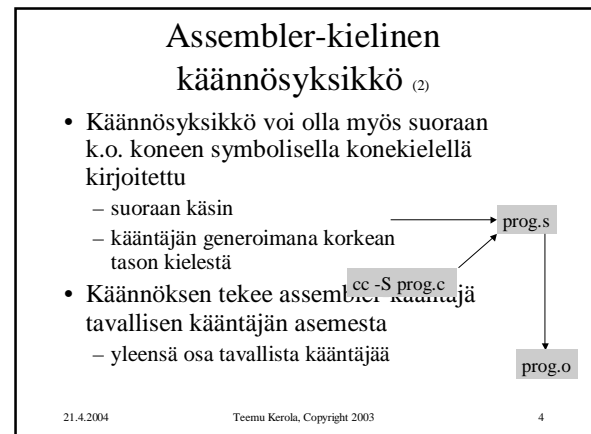 Assembler-kielinen
käännösyksikkö (2)
• Käännösyksikkö voi olla myös suoraan
k.o. koneen symbolisella konekielellä
kirjoitettu
– suoraan käsin
– kääntäjän generoimana korkean
tason kielestä
prog.s
cc -S prog.c
• Käännöksen tekee assembler-kääntäjä
tavallisen kääntäjän asemesta
– yleensä osa tavallista kääntäjää
prog.o
21.4.2004
Teemu Kerola, Copyright 2003
4